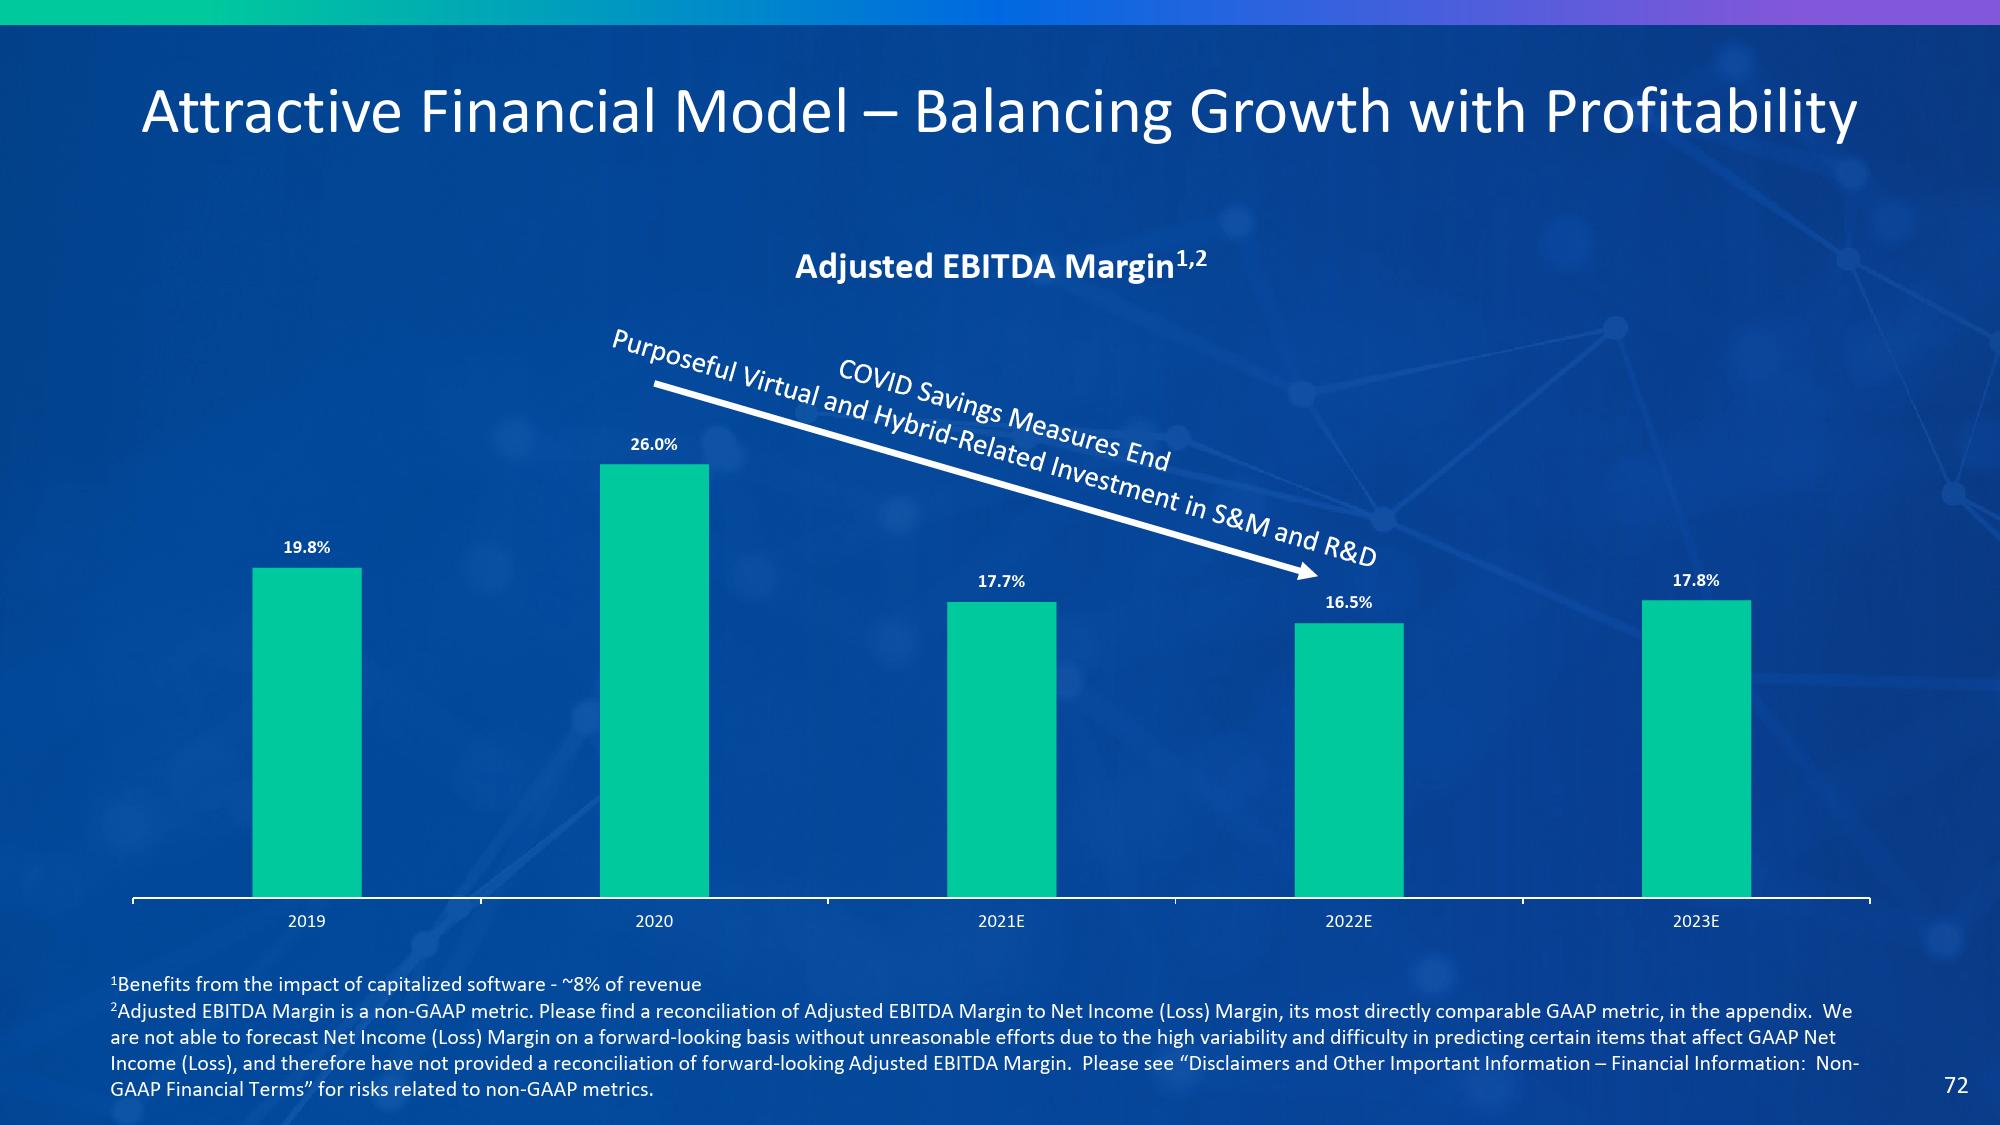 Attractive Financial Model – Balancing Growth with Profitability
Adjusted EBITDA Margin1,2
COVID Savings Measures End
Purposeful Virtual and Hybrid-Related Investment in S&M and R&D
19.8%
26.0%
17.7%
16.5%
17.8%
2019
2020
2021E
2022E
2023E
1Benefits from the impact of capitalized software - ~8% of revenue
2Adjusted EBITDA Margin is a non-GAAP metric. Please find a reconciliation of Adjusted EBITDA Margin to Net Income (Loss) Margin, its most directly comparable GAAP metric, in the appendix.  We
are not able to forecast Net Income (Loss) Margin on a forward-looking basis without unreasonable efforts due to the high variability and difficulty in predicting certain items that affect GAAP Net
Income (Loss), and therefore have not provided a reconciliation of forward-looking Adjusted EBITDA Margin.  Please see “Disclaimers and Other Important Information – Financial Information:  Non-
GAAP Financial Terms” for risks related to non-GAAP metrics.
72